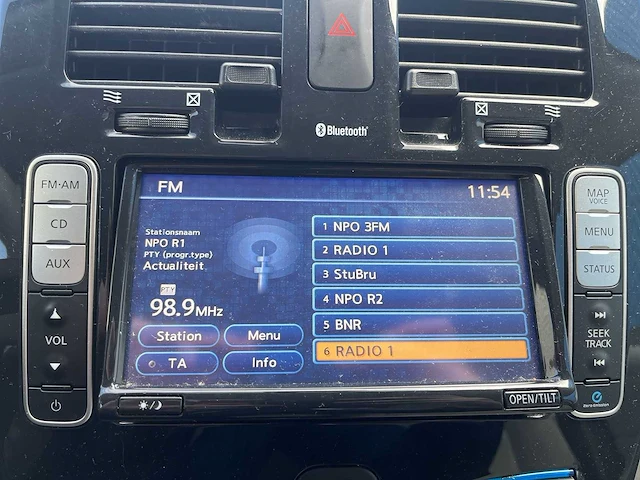 Bluetooth
FM•AM
CD
AUX
VOL
FM
11:54
Stationsnaam
NPO R1
PTY (progr.type)
Actualiteit
PTY
98.9MHz
Station
Menu
TA
Info
1 NPO 3FM
2 RADIO 1
3 StuBru
4 NPO R2
5 BNR
6 RADIO 1
MAP
VOICE
MENU
STATUS
SEEK
TRACK
OPEN/TILT
Zero Emission